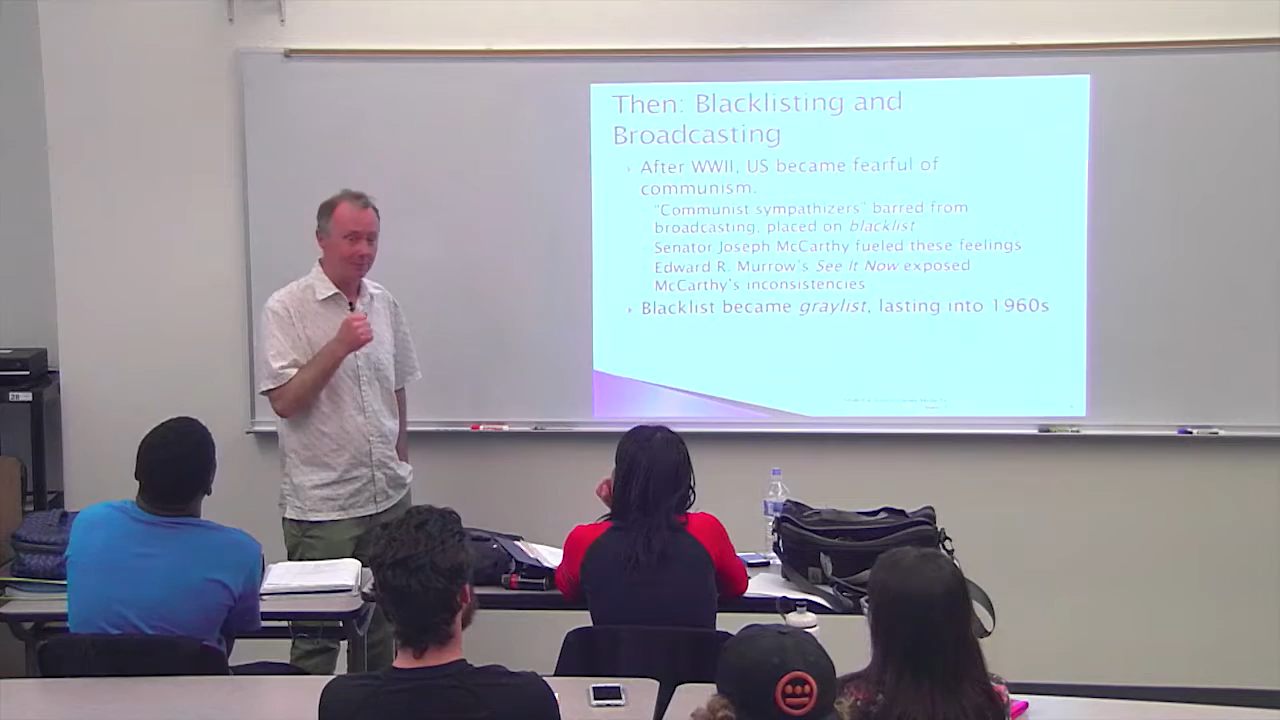 Then: Blacklisting and
Broadcasting
After WWII, US became fearful of
communism.
"Communist sympathizers" barred from
broadcasting, placed on blacklist
Senator Joseph McCarthy fueled these feelings
Edward R. Murrow's See It Now exposed
McCarthy's inconsistencies
Blacklist became graylist, lasting into 1960s
28